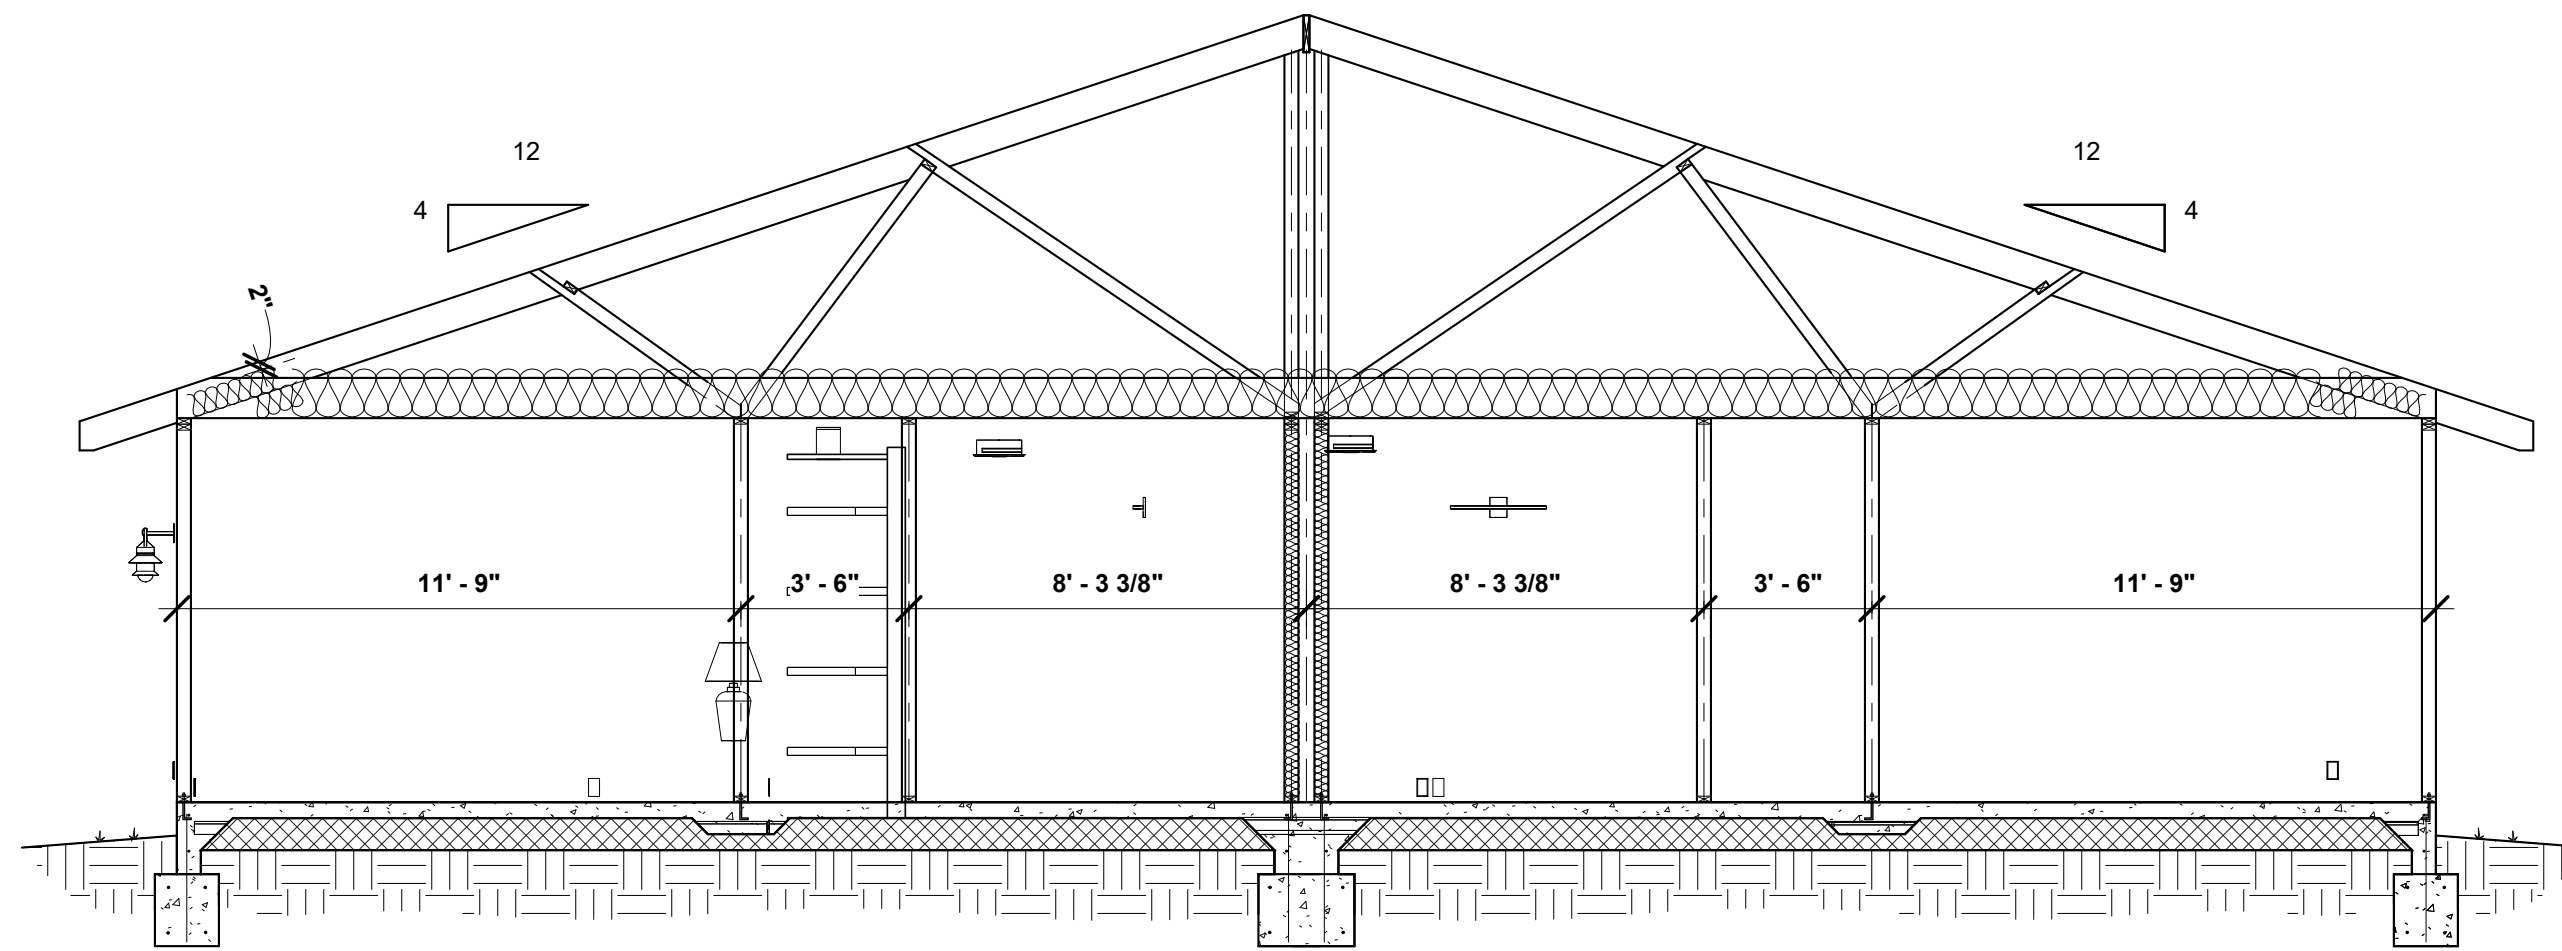 12
12
4
4
2"
11' - 9"
3' - 6"
8' - 3 3/8"
8' - 3 3/8"
3' - 6"
11' - 9"